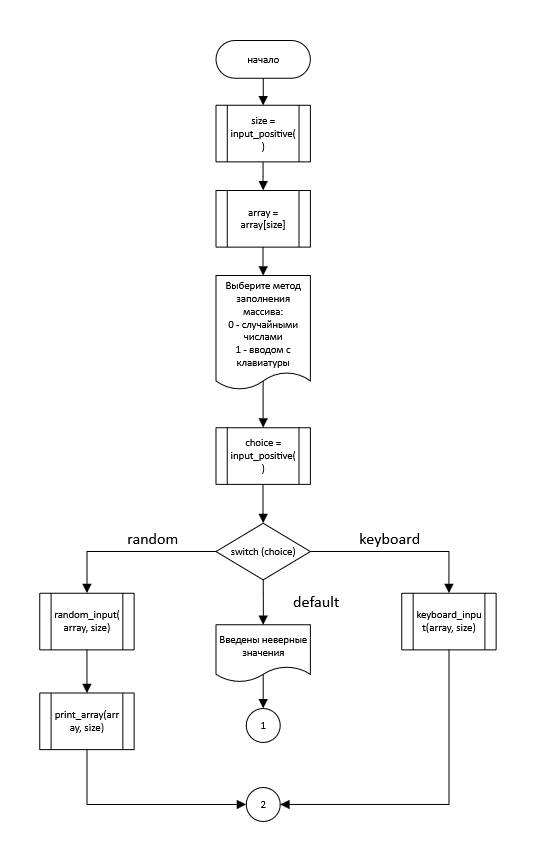 начало
size =
input_positive(
)
array =
array[size]
Выберите метод
заполнения
массива:
0 - случайными
числами
1 - вводом с
клавиатуры
choice =
input_positive(
)
switch (choice)
random
keyboard
default
random_input(
array, size)
Введены неверные
значения
keyboard_inpu
t(array, size)
print_array(arr
ay, size)
1
2